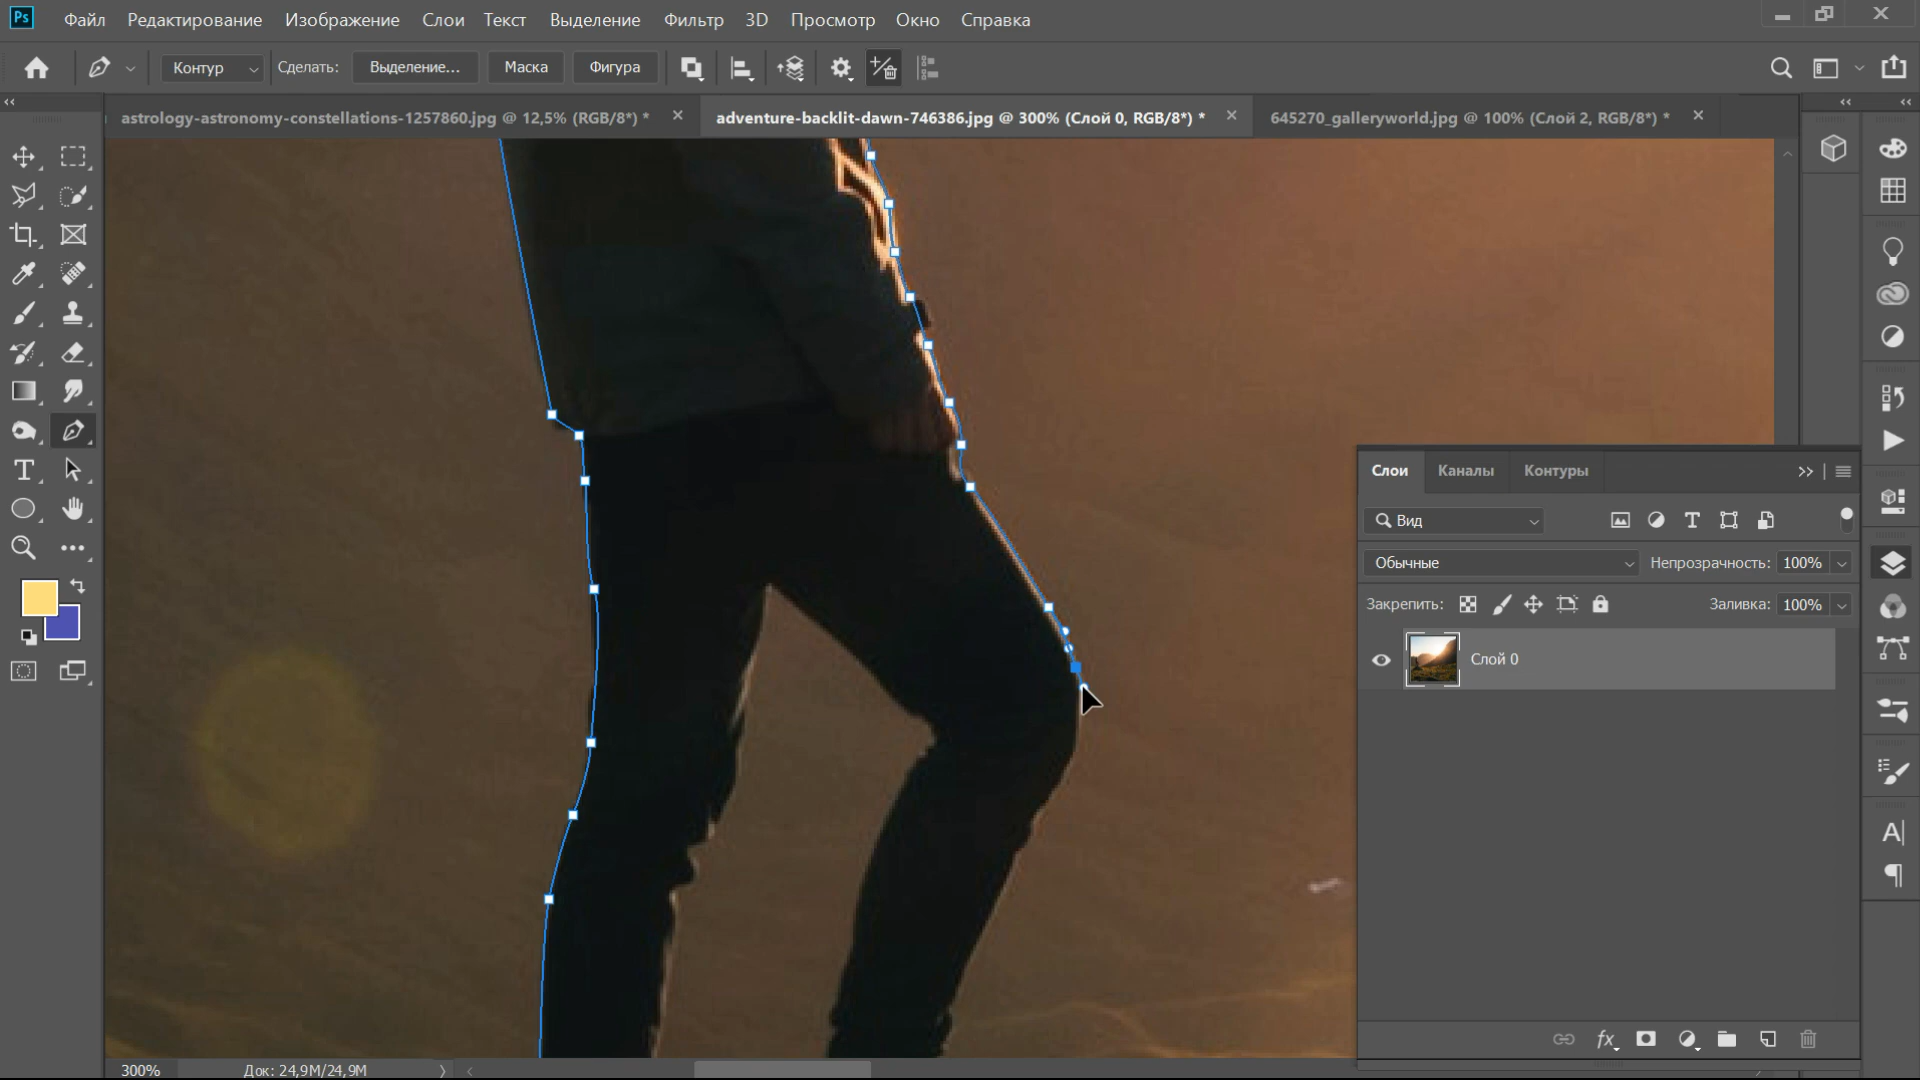 Ps Файл Редактирование Изображение Слои Текст Выделение Фильтр 3D Просмотр Окно Справка
Контур Сделать: Выделение... Маска Фигура
astrology-astronomy-constellations-1257860.jpg @ 12,5% (RGB/8*) * adventure-backlit-dawn-746386.jpg @ 300% (Слой 0, RGB/8*) * 645270_galleryworld.jpg @ 100% (Слой 2, RGB/8*) *
Слои Каналы Контуры
Вид
Обычные Непрозрачность: 100%
Закрепить: Заливка: 100%
Слой 0
fx
300% Док: 24,9M/24,9M